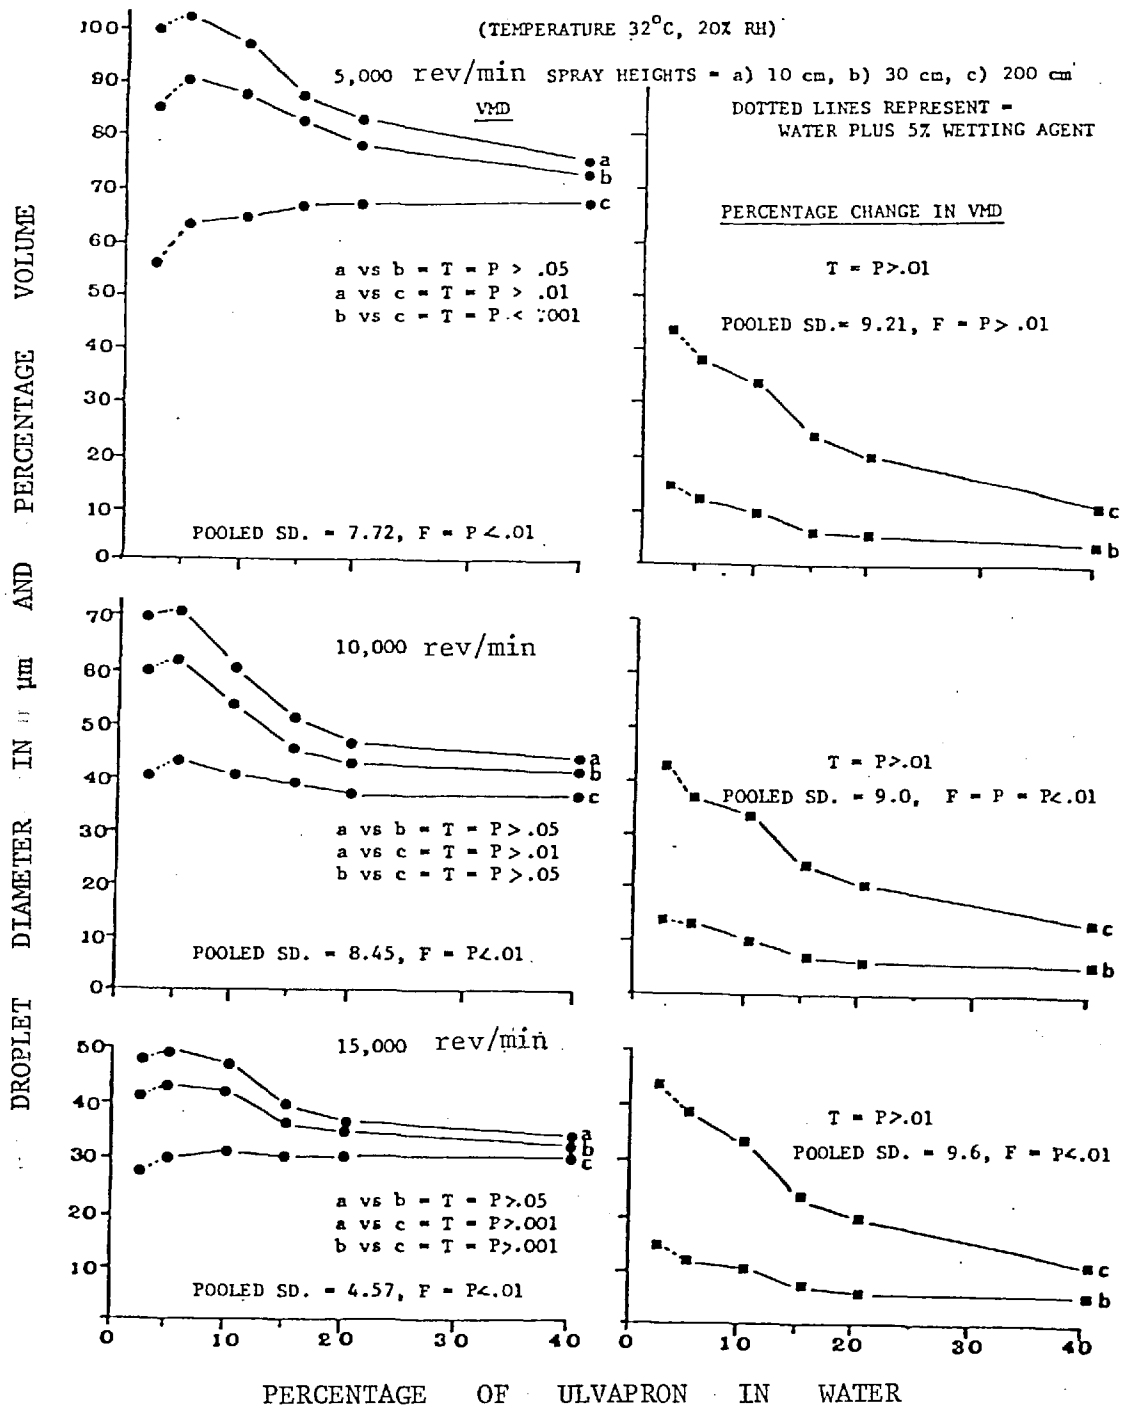 (TEMPERATURE 32°C, 20% RH)
5,000 rev/min SPRAY HEIGHTS = a) 10 cm, b) 30 cm, c) 200 cm
VMD
DOTTED LINES REPRESENT =
WATER PLUS 5% WETTING AGENT
100
90
80
70
60
50
40
30
20
10
0
a
b
c
a vs b = T = P > .05
a vs c = T = P > .01
b vs c = T = P < .001
POOLED SD. = 7.72, F = P <.01
PERCENTAGE CHANGE IN VMD
T = P>.01
POOLED SD.= 9.21, F = P> .01
c
b
10,000 rev/min
70
60
50
40
30
20
10
0
a
b
c
a vs b = T = P>.05
a vs c = T = P>.01
b vs c = T = P>.05
POOLED SD. = 8.45, F = P<.01
T = P>.01
POOLED SD. = 9.0, F = P = P<.01
c
b
15,000 rev/min
50
40
30
20
10
a
b
c
a vs b = T = P>.05
a vs c = T = P>.001
b vs c = T = P>.001
POOLED SD. = 4.57, F = P<.01
0 10 20 30 40
T = P>.01
POOLED SD. = 9.6, F = P<.01
c
b
0 10 20 30 40
DROPLET DIAMETER IN µm AND PERCENTAGE VOLUME
PERCENTAGE OF ULVAPRON IN WATER